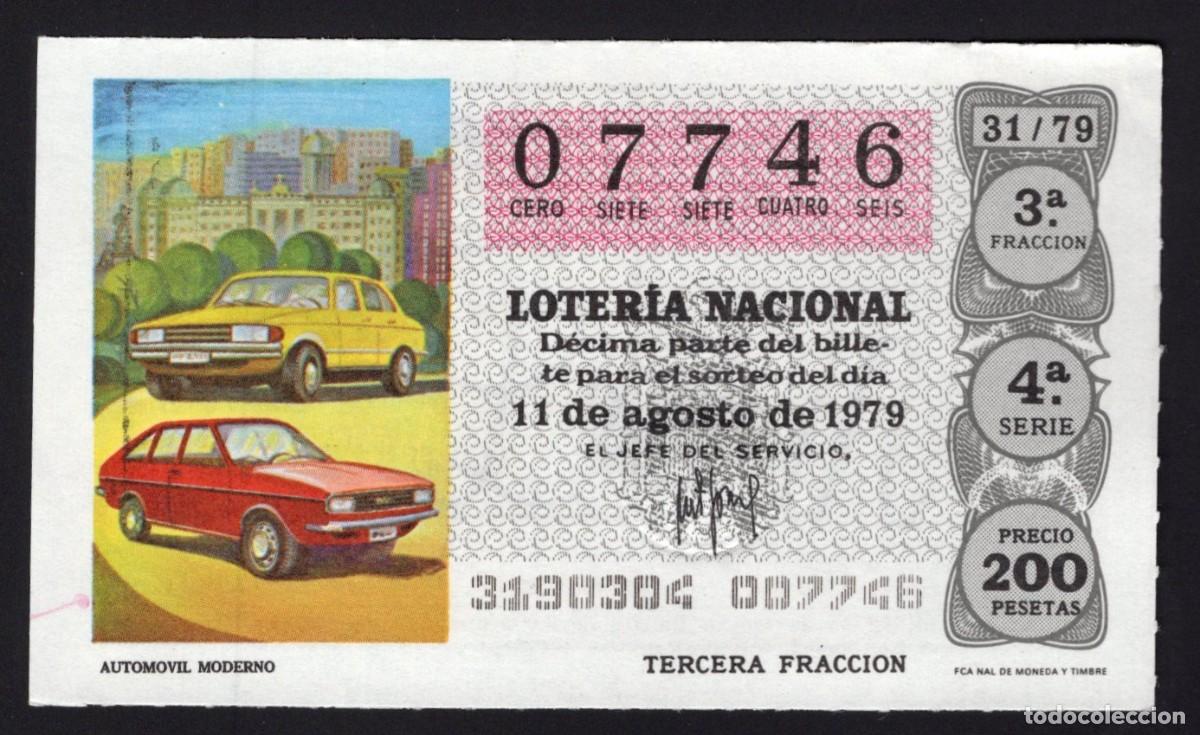 07746
CERO SIETE SIETE CUATRO SEIS
31/79
3.ª
FRACCION
LOTERÍA NACIONAL
Décima parte del bille-
te para el sorteo del día
11 de agosto de 1979
EL JEFE DEL SERVICIO,
4.ª
SERIE
PRECIO
200
PESETAS
3190304 007746
AUTOMOVIL MODERNO
TERCERA FRACCION
FCA NAL DE MONEDA Y TIMBRE
todocoleccion